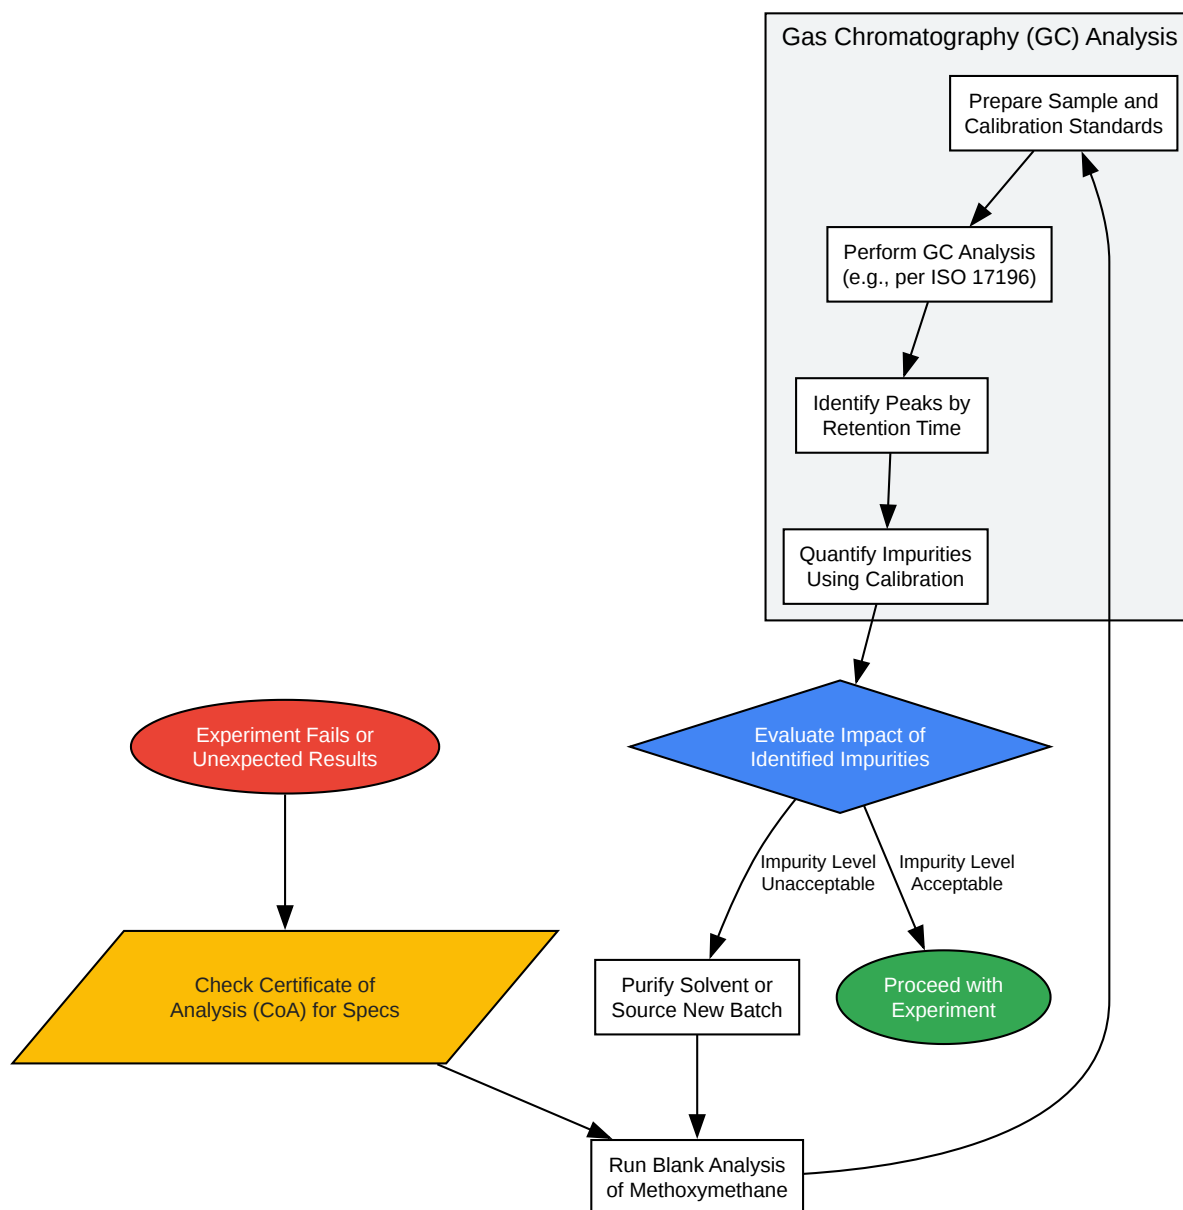 Gas Chromatography (GC) Analysis
Prepare Sample and
Calibration Standards
Perform GC Analysis
(e.g., per ISO 17196)
Identify Peaks by
Retention Time
Quantify Impurities
Using Calibration
Experiment Fails or
Unexpected Results
Evaluate Impact of
Identified Impurities
Impurity Level
Unacceptable
Impurity Level
Acceptable
Check Certificate of
Analysis (CoA) for Specs
Purify Solvent or
Source New Batch
Proceed with
Experiment
Run Blank Analysis
of Methoxymethane